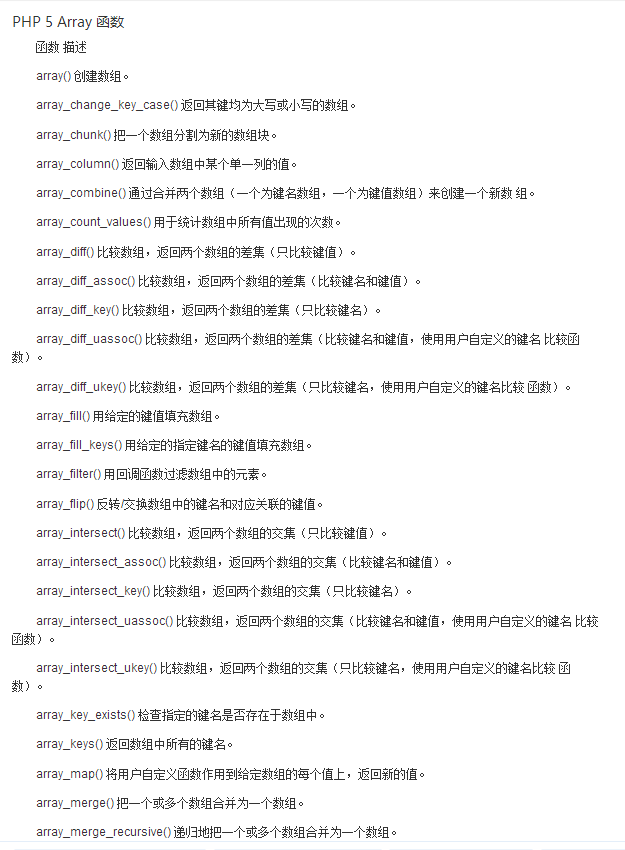 PHP 5 Array 函数
函数 描述
array() 创建数组。
array_change_key_case() 返回其键均为大写或小写的数组。
array_chunk() 把一个数组分割为新的数组块。
array_column() 返回输入数组中某个单一列的值。
array_combine() 通过合并两个数组（一个为键名数组，一个为键值数组）来创建一个新数 组。
array_count_values() 用于统计数组中所有值出现的次数。
array_diff() 比较数组，返回两个数组的差集（只比较键值）。
array_diff_assoc() 比较数组，返回两个数组的差集（比较键名和键值）。
array_diff_key() 比较数组，返回两个数组的差集（只比较键名）。
array_diff_uassoc() 比较数组，返回两个数组的差集（比较键名和键值，使用用户自定义的键名 比较函
数）。
array_diff_ukey() 比较数组，返回两个数组的差集（只比较键名，使用用户自定义的键名比较 函数）。
array_fill() 用给定的键值填充数组。
array_fill_keys() 用给定的指定键名的键值填充数组。
array_filter() 用回调函数过滤数组中的元素。
array_flip() 反转/交换数组中的键名和对应关联的键值。
array_intersect() 比较数组，返回两个数组的交集（只比较键值）。
array_intersect_assoc() 比较数组，返回两个数组的交集（比较键名和键值）。
array_intersect_key() 比较数组，返回两个数组的交集（只比较键名）。
array_intersect_uassoc() 比较数组，返回两个数组的交集（比较键名和键值，使用用户自定义的键名 比较
函数）。
array_intersect_ukey() 比较数组，返回两个数组的交集（只比较键名，使用用户自定义的键名比较 函
数）。
array_key_exists() 检查指定的键名是否存在于数组中。
array_keys() 返回数组中所有的键名。
array_map() 将用户自定义函数作用到给定数组的每个值上，返回新的值。
array_merge() 把一个或多个数组合并为一个数组。
array_merge_recursive() 递归地把一个或多个数组合并为一个数组。